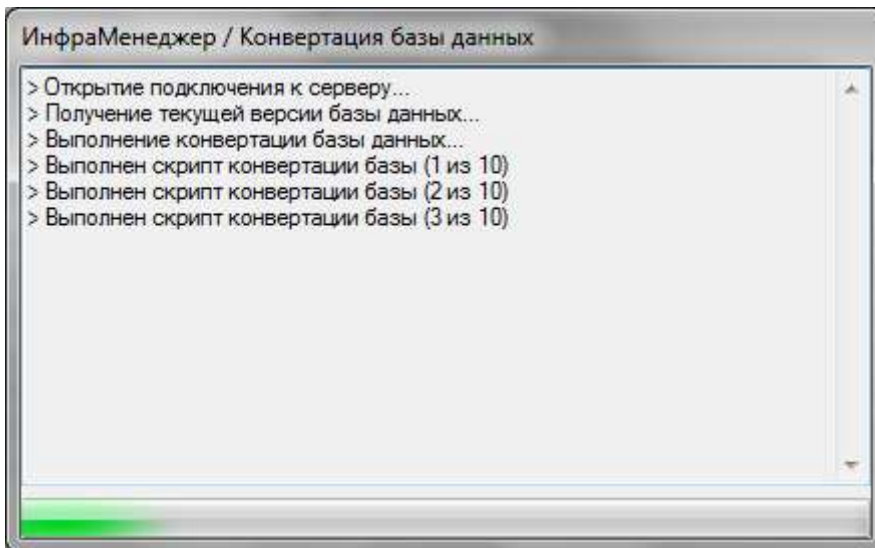 ИнфраМенеджер / Конвертация базы данных
> Открытие подключения к серверу...
> Получение текущей версии базы данных...
> Выполнение конвертации базы данных...
> Выполнен скрипт конвертации базы (1 из 10)
> Выполнен скрипт конвертации базы (2 из 10)
> Выполнен скрипт конвертации базы (3 из 10)